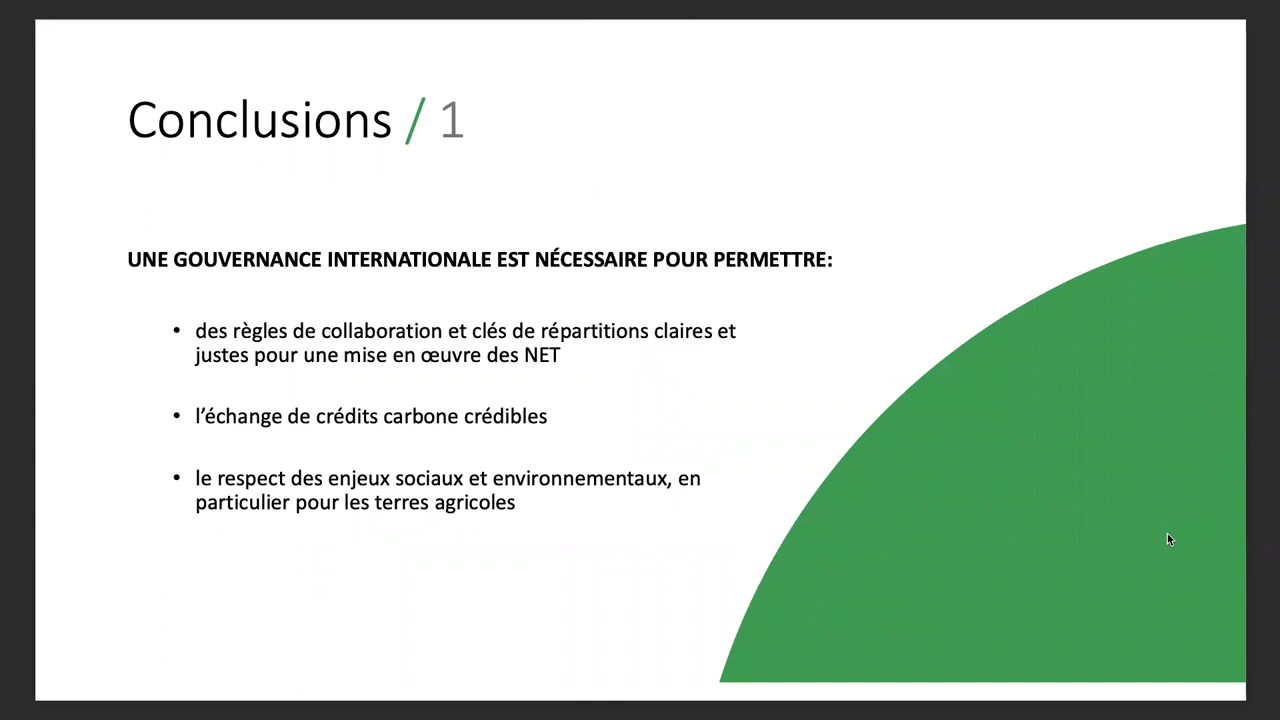 Conclusions / 1
UNE GOUVERNANCE INTERNATIONALE EST NÉCESSAIRE POUR PERMETTRE:
• des règles de collaboration et clés de répartitions claires et
justes pour une mise en œuvre des NET
• l’échange de crédits carbone crédibles
• le respect des enjeux sociaux et environnementaux, en
particulier pour les terres agricoles